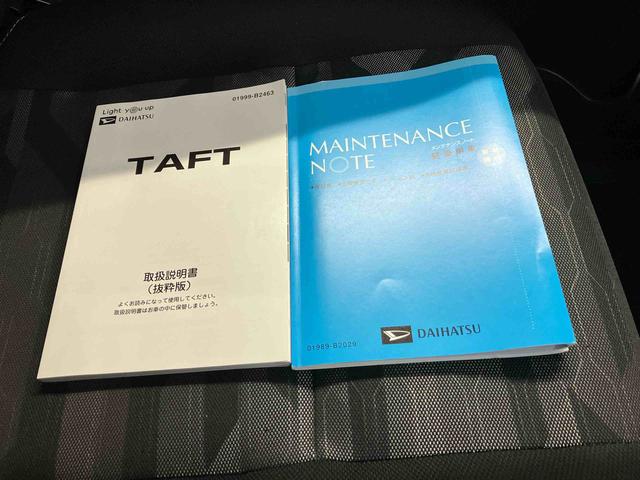 Light you up
DAIHATSU
01999-B2463
TAFT
取扱説明書
(抜粋版)
よくお読みになって使用してください。
取扱説明書はお車の中に保管しましょう。
MAINTENANCE
NOTE
メンテナンスノート
DAIHATSU
01989-B2029